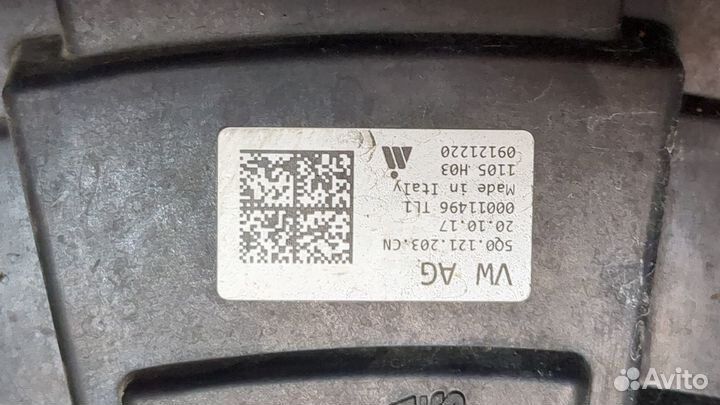 VW AG
5Q0.121.203.CN
20.10.17
00011496 TL1
Made in Italy
1105 H03
09121220
Avito